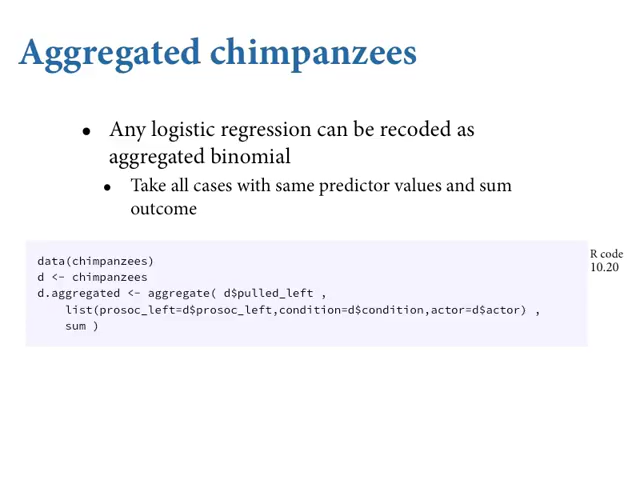 Aggregated chimpanzees
• Any logistic regression can be recoded as
aggregated binomial
• Take all cases with same predictor values and sum
outcome
data(chimpanzees)
d <- chimpanzees
d.aggregated <- aggregate( d$pulled_left ,
    list(prosoc_left=d$prosoc_left,condition=d$condition,actor=d$actor) ,
    sum )
R code
10.20